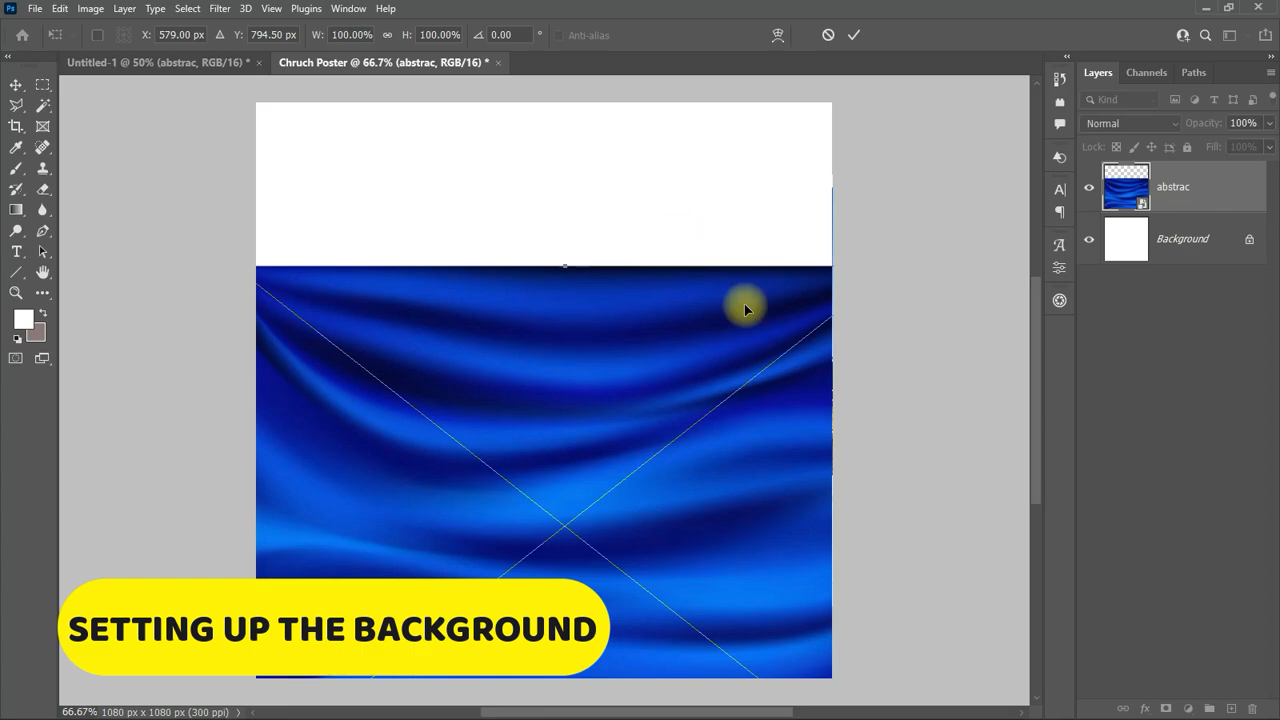 Ps File Edit Image Layer Type Select Filter 3D View Plugins Window Help
X: 579.00 px Δ Y: 794.50 px W: 100.00% H: 100.00% 0.00 ° Anti-alias
Untitled-1 @ 50% (abstrac, RGB/16) * × Chruch Poster @ 66.7% (abstrac, RGB/16) * ×
Layers Channels Paths
Kind
Normal Opacity: 100%
Lock: Fill: 100%
abstrac
Background
SETTING UP THE BACKGROUND
66.67% 1080 px x 1080 px (300 ppi)